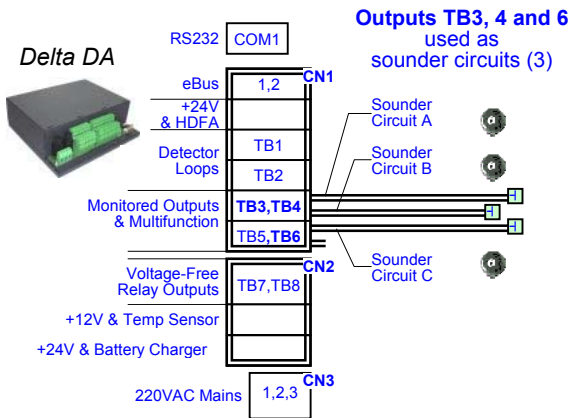 Outputs TB3, 4 and 6
used as
sounder circuits (3)
Delta DA
RS232 COM1
CN1
eBus 1,2
+24V
& HDFA
Detector
Loops
TB1
TB2
Monitored Outputs
& Multifunction
TB3,TB4
TB5,TB6
Sounder
Circuit A
Sounder
Circuit B
Sounder
Circuit C
CN2
Voltage-Free
Relay Outputs
TB7,TB8
+12V & Temp Sensor
+24V & Battery Charger
CN3
220VAC Mains 1,2,3